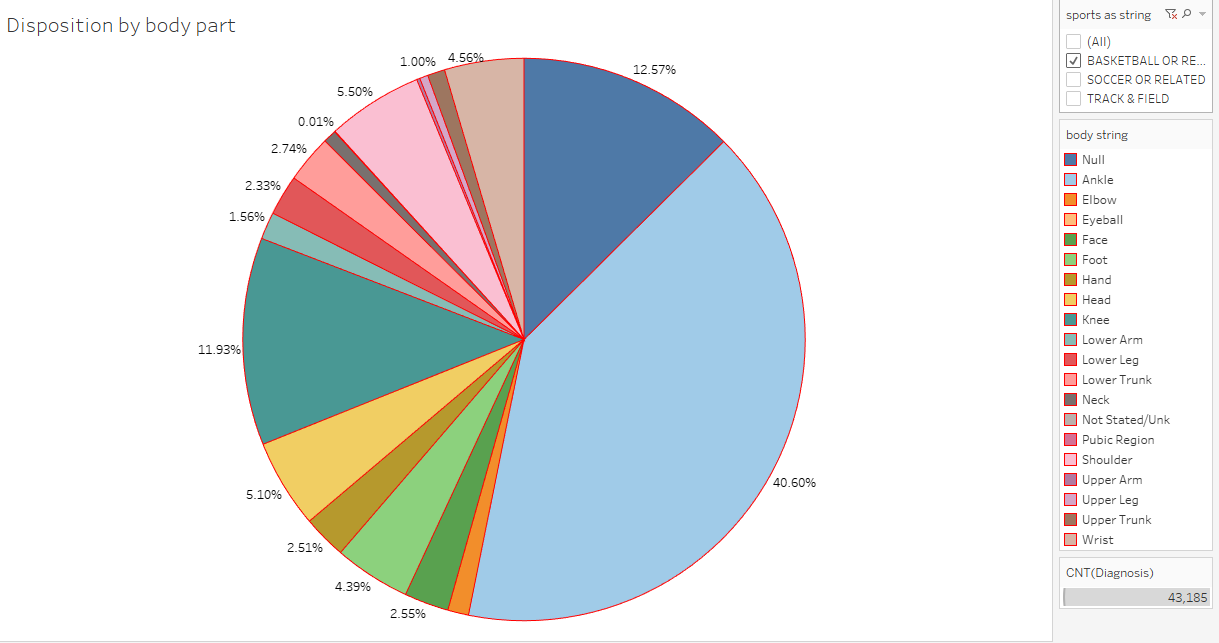 Disposition by body part
4.56%
1.00%
12.57%
5.50%
0.01%
2.74%
2.33%
1.56%
11.93%
40.60%
5.10%
2.51%
4.39%
2.55%
sports as string
(All)
BASKETBALL OR RE...
SOCCER OR RELATED
TRACK & FIELD
body string
Null
Ankle
Elbow
Eyeball
Face
Foot
Hand
Head
Knee
Lower Arm
Lower Leg
Lower Trunk
Neck
Not Stated/Unk
Pubic Region
Shoulder
Upper Arm
Upper Leg
Upper Trunk
Wrist
CNT(Diagnosis)
43,185